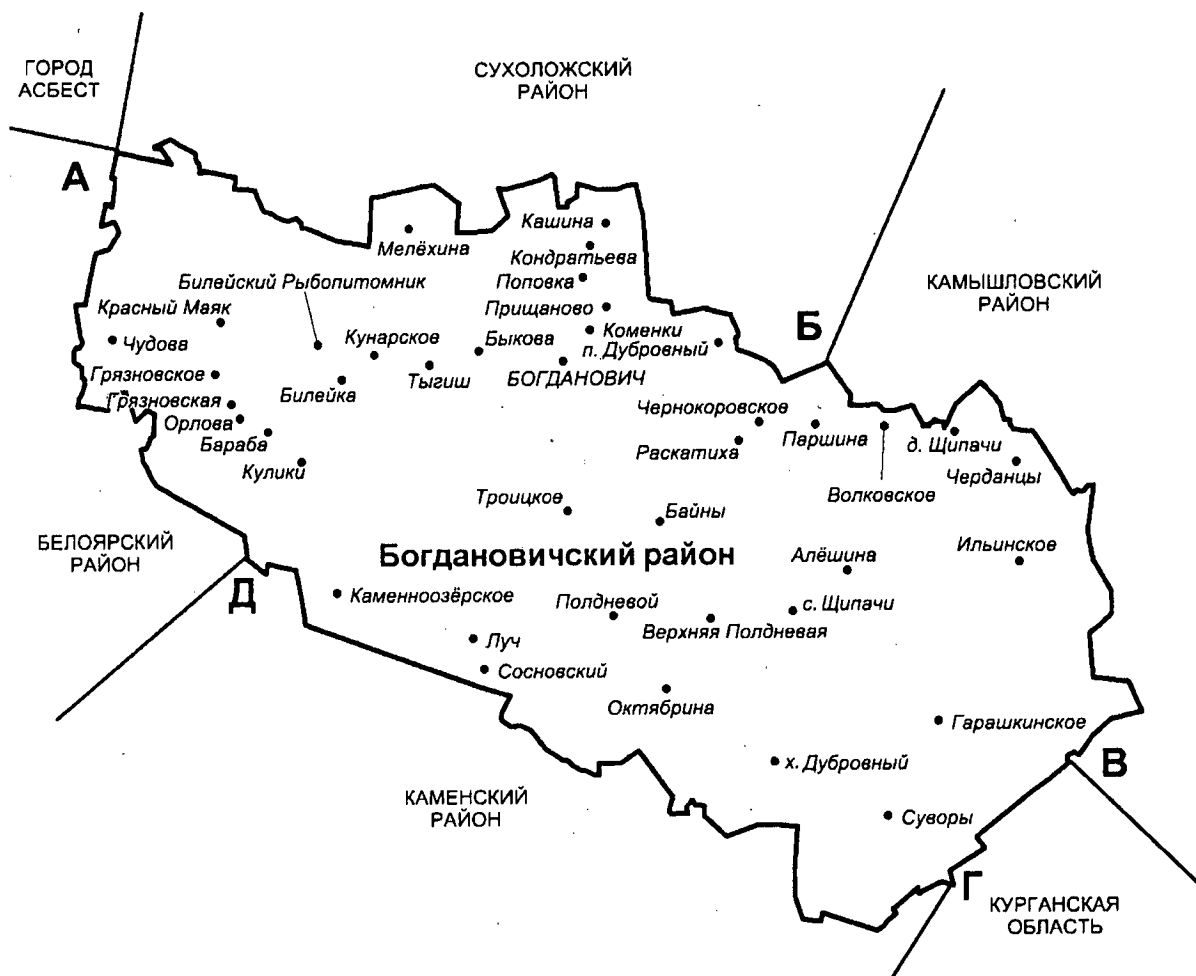 ГОРОД
АСБЕСТ
СУХОЛОЖСКИЙ
РАЙОН
А
Кашина
Мелёхина
Кондратьева
Билейский Рыбопитомник
Поповка
КАМЫШЛОВСКИЙ
РАЙОН
Красный Маяк
Прищаново
Б
Чудова
Кунарское
Быкова
Коменки
п. Дубровный
Грязновское
Билейка
Тыгиш
БОГДАНОВИЧ
Грязновская
Чернокоровское
Орлова
Бараба
Раскатиха
Паршина
д. Щипачи
Кулики
Черданцы
Троицкое
Волковское
Байны
БЕЛОЯРСКИЙ
РАЙОН
Богдановичский район
Алёшина
Ильинское
Д
Каменноозёрское
Полдневой
с. Щипачи
Верхняя Полдневая
Луч
Сосновский
Октябрина
Гарашкинское
х. Дубровный
В
КАМЕНСКИЙ
РАЙОН
Суворы
Г
КУРГАНСКАЯ
ОБЛАСТЬ